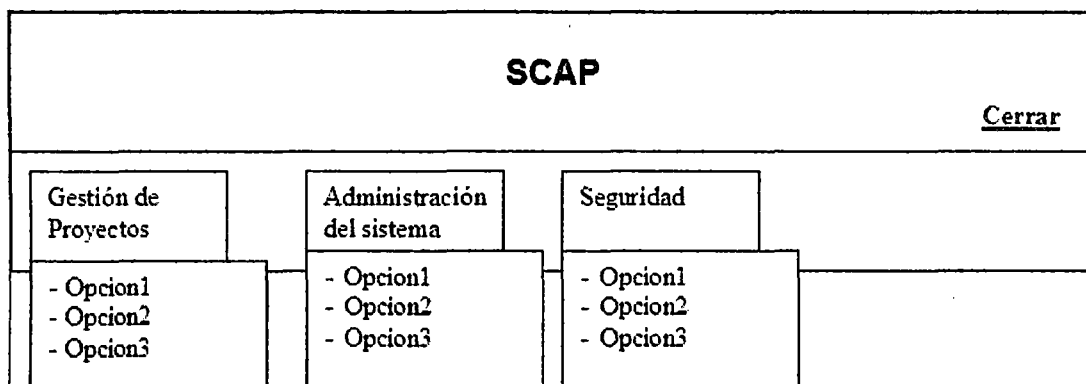 SCAP
Cerrar
Gestión de
Proyectos
- Opcion1
- Opcion2
- Opcion3
Administración
del sistema
- Opcion1
- Opcion2
- Opcion3
Seguridad
- Opcion1
- Opcion2
- Opcion3